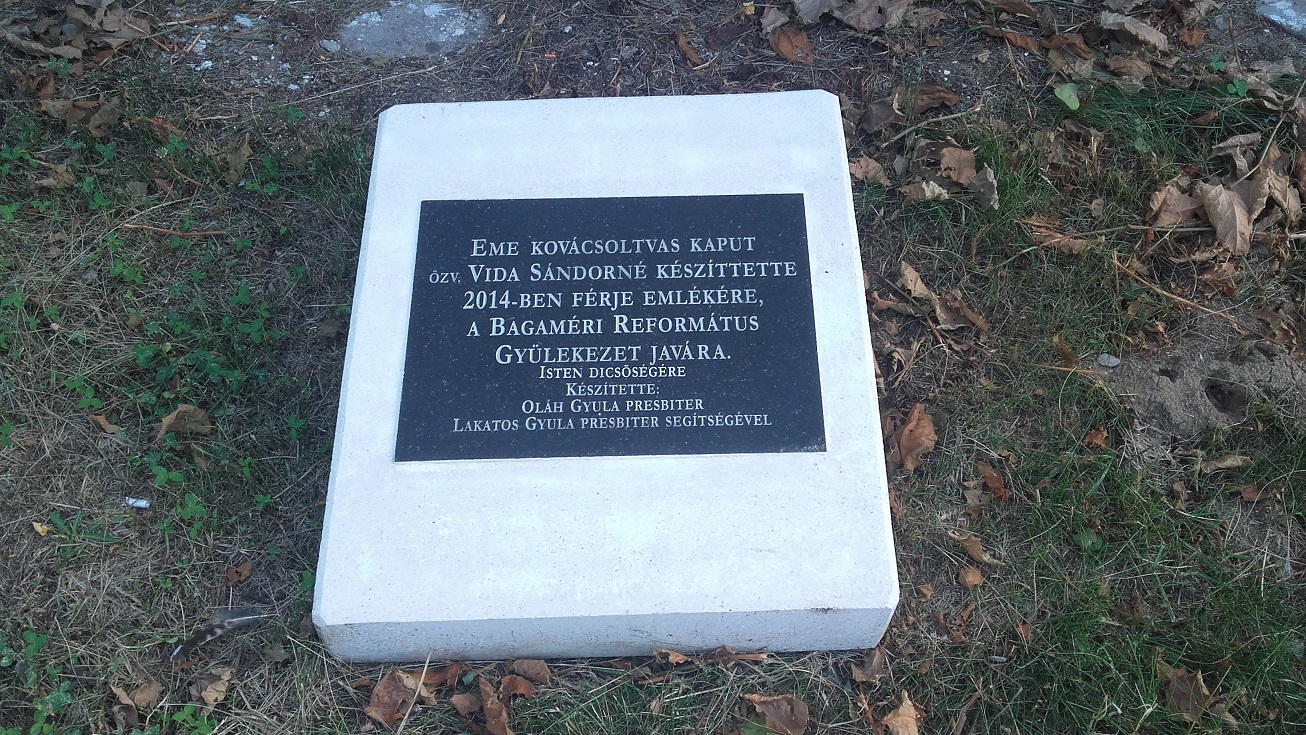 EME KOVÁCSOLTVAS KAPUT
ÖZV. VIDA SÁNDORNÉ KÉSZÍTTETTE
2014-BEN FÉRJE EMLÉKÉRE,
A BAGAMÉRI REFORMÁTUS
GYÜLEKEZET JAVÁRA.
ISTEN DICSŐSÉGÉRE
KÉSZÍTETTE:
OLÁH GYULA PRESBITER
LAKATOS GYULA PRESBITER SEGÍTSÉGÉVEL